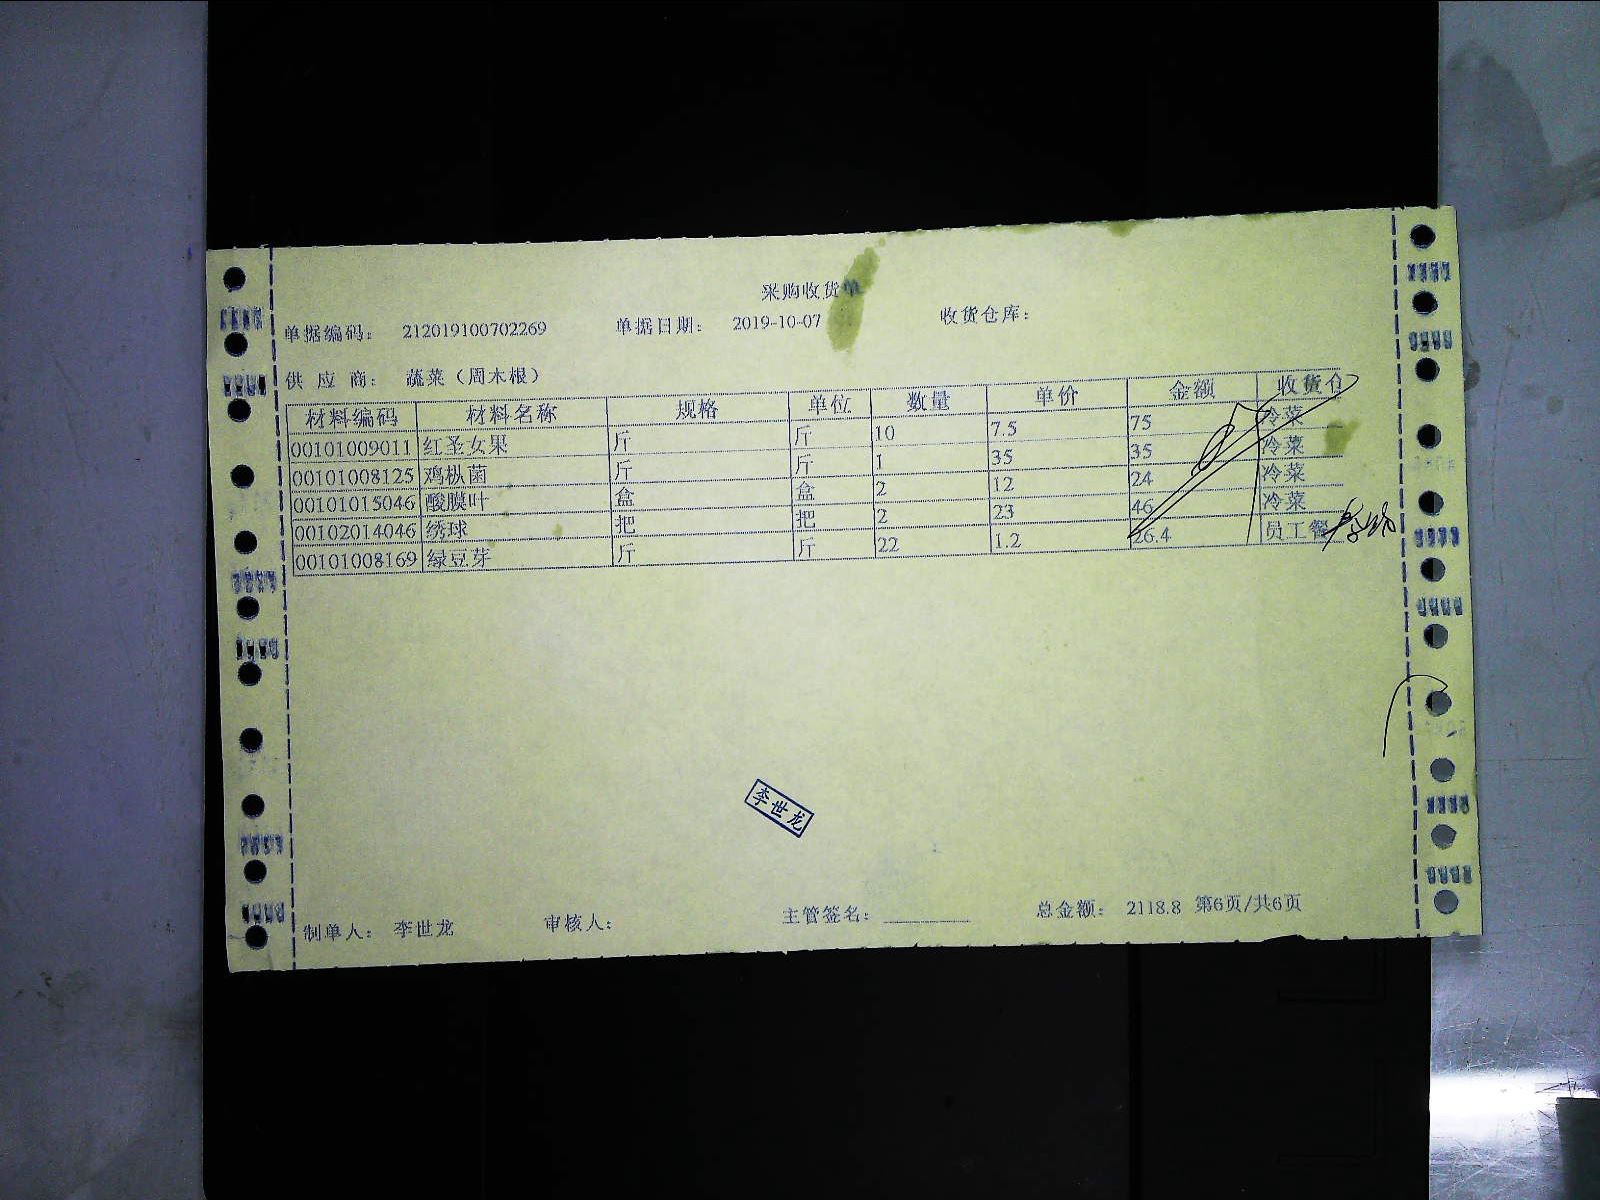 采购收货单
单据编码： 212019100702269 单据日期： 2019-10-07 收货仓库：
供 应 商： 蔬菜（周木根）
材料编码 材料名称 规格 单位 数量 单价 金额 收货仓
00101009011 红圣女果 斤 斤 10 7.5 75 冷菜
00101008125 鸡枞菌 斤 斤 1 35 35 冷菜
00101015046 酸膜叶 盒 盒 2 12 24 冷菜
00102014046 绣球 把 把 2 23 46 冷菜
00101008169 绿豆芽 斤 斤 22 1.2 26.4 员工餐
李世龙
制单人： 李世龙 审核人： 主管签名： 总金额： 2118.8 第6页/共6页